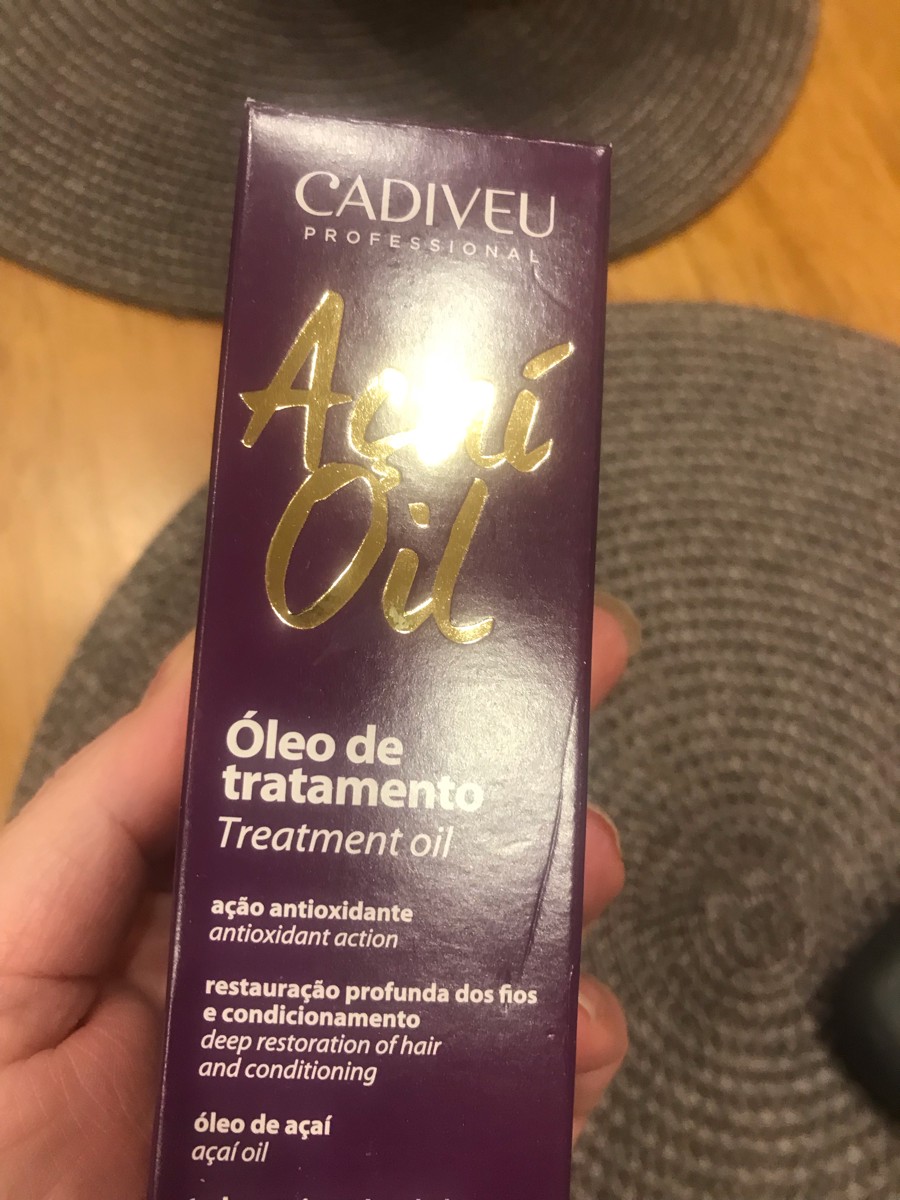 CADIVEU
PROFESSIONAL
Açaí
Oil
Óleo de
tratamento
Treatment oil
ação antioxidante
antioxidant action
restauração profunda dos fios
e condicionamento
deep restoration of hair
and conditioning
óleo de açaí
açaí oil